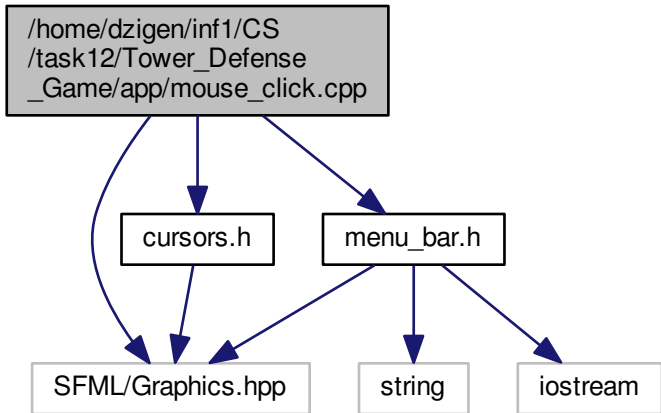 /home/dzigen/inf1/CS
/task12/Tower_Defense
_Game/app/mouse_click.cpp
cursors.h
menu_bar.h
SFML/Graphics.hpp
string
iostream